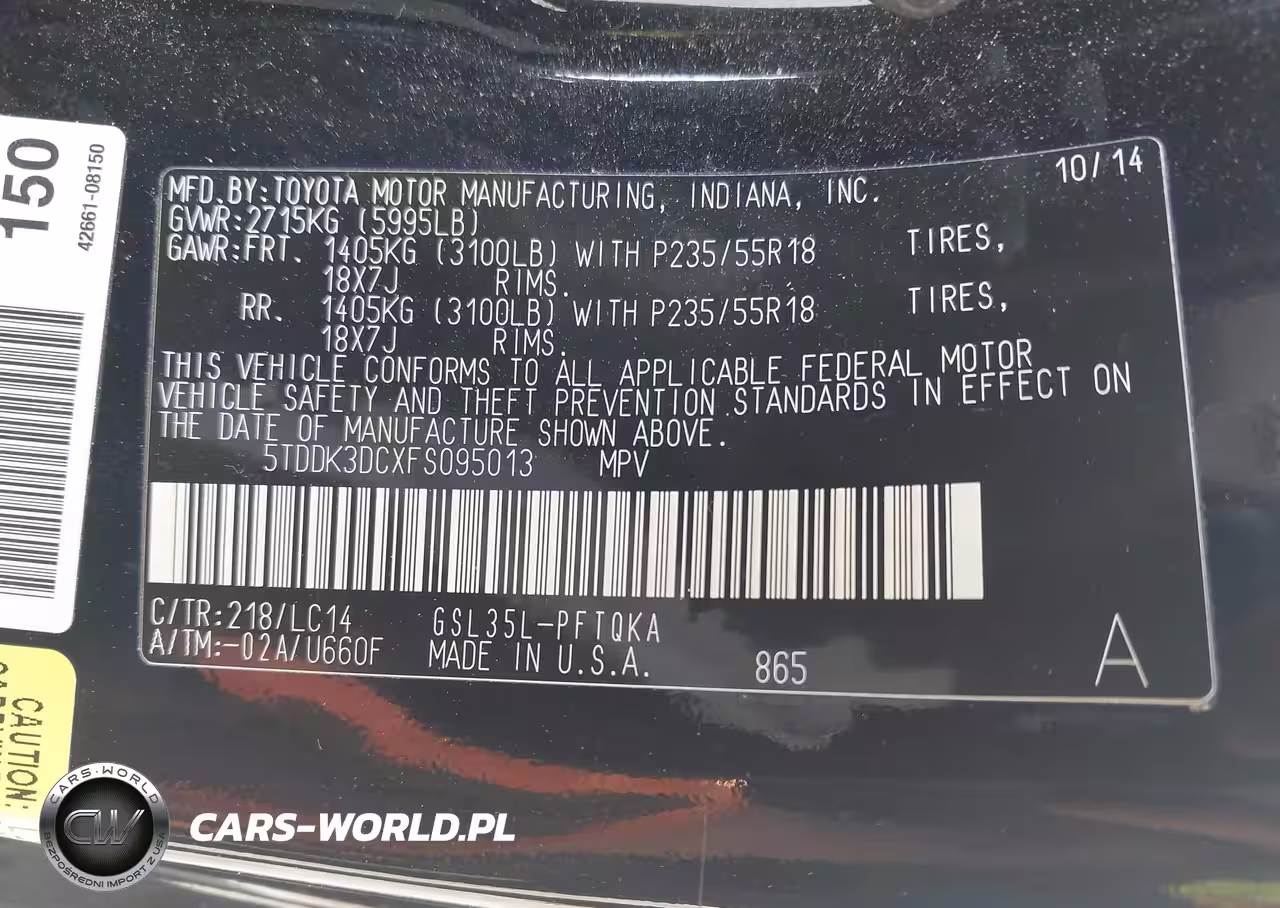 150
42661-08150
10/14
MFD.BY:TOYOTA MOTOR MANUFACTURING, INDIANA, INC.
GVWR:2715KG (5995LB)
GAWR:FRT. 1405KG (3100LB) WITH P235/55R18 TIRES,
18X7J RIMS.
RR. 1405KG (3100LB) WITH P235/55R18 TIRES,
18X7J RIMS.
THIS VEHICLE CONFORMS TO ALL APPLICABLE FEDERAL MOTOR
VEHICLE SAFETY AND THEFT PREVENTION STANDARDS IN EFFECT ON
THE DATE OF MANUFACTURE SHOWN ABOVE.
5TDDK3DCXFS095013 MPV
C/TR:218/LC14 GSL35L-PFTQKA
A/TM:-02A/U660F MADE IN U.S.A. 865 A
CAUTION:
CARS-WORLD
CW
BEZPOŚREDNI IMPORT Z USA
CARS-WORLD.PL